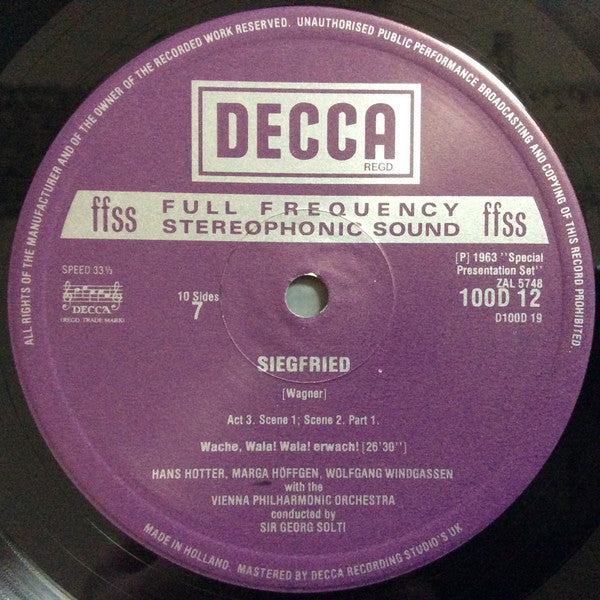 ALL RIGHTS OF THE MANUFACTURER AND OF THE OWNER OF THE RECORDED WORK RESERVED. UNAUTHORISED PUBLIC PERFORMANCE BROADCASTING AND COPYING OF THIS RECORD PROHIBITED.
DECCA
REGD
ffss FULL FREQUENCY ffss
STEREØPHONIC SOUND
SPEED 33⅓
[P] 1963 "Special
Presentation Set"
ZAL 5748
DECCA
(REGD. TRADE MARK)
10 Sides
7
100D 12
D100D 19
SIEGFRIED
[Wagner]
Act 3. Scene 1; Scene 2. Part 1.
Wache, Wala! Wala! erwach! [26'30"]
HANS HOTTER, MARGA HÖFFGEN, WOLFGANG WINDGASSEN
with the
VIENNA PHILHARMONIC ORCHESTRA
conducted by
SIR GEORG SOLTI
MADE IN HOLLAND. MASTERED BY DECCA RECORDING STUDIO'S UK